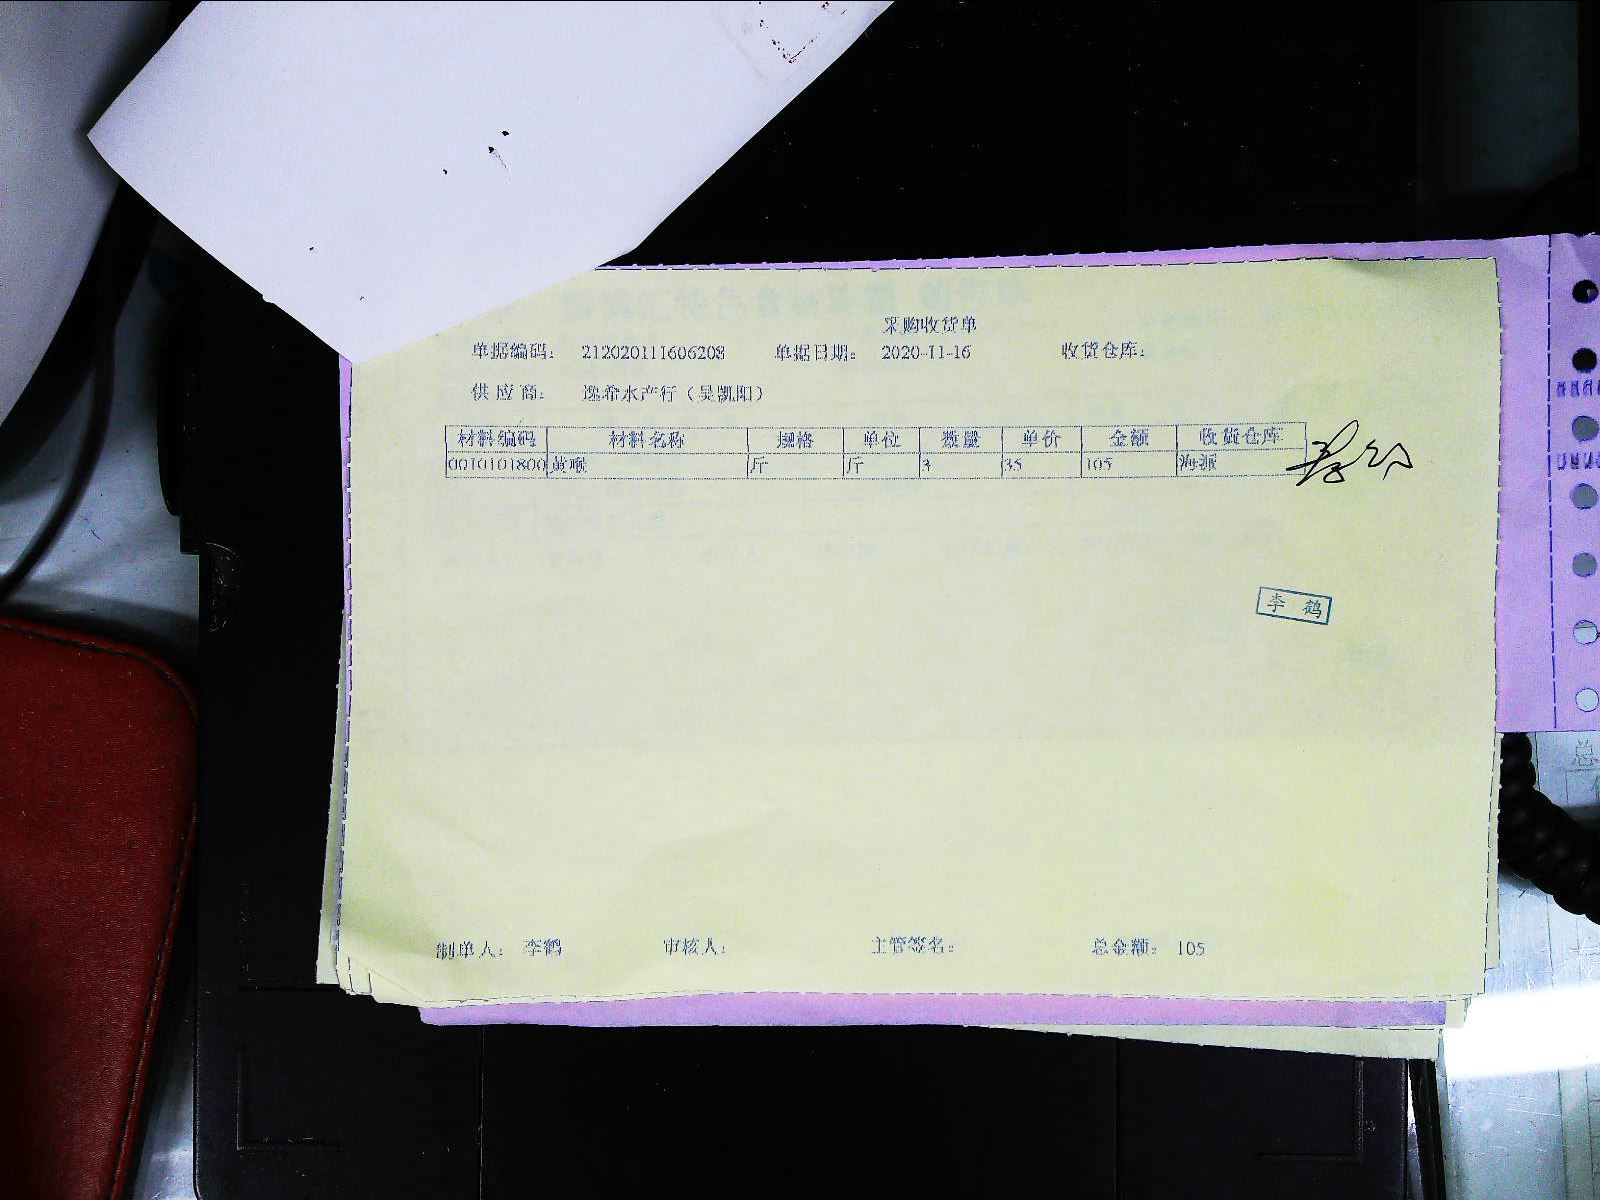 采购收货单
单据编码： 212020111606208 单据日期： 2020-11-16 收货仓库：
供应商： 逸希水产行（吴凯阳）
材料编码 材料名称 规格 单位 数量 单价 金额 收货仓库
0010101800 黄喉 斤 斤 3 35 105
李鹤
制单人： 李鹤 审核人： 主管签名： 总金额： 105
总